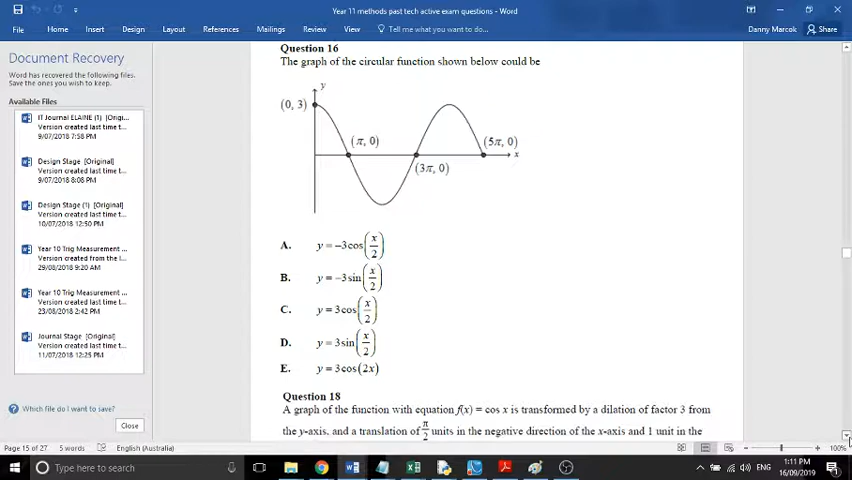 Year 11 methods past tech active exam questions - Word
File
Home
Insert
Design
Layout
References
Mailings
Review
View
Tell me what you want to do...
Danny Marcok
Share
Document Recovery
Word has recovered the following files.
Save the ones you wish to keep.
Available Files
IT Journal ELAINE (1) [Origi...
Version created last time t...
9/07/2018 7:58 PM
Design Stage [Original]
Version created last time t...
9/07/2018 8:08 PM
Design Stage (1) [Original]
Version created last time t...
10/07/2018 12:50 PM
Year 10 Trig Measurement ...
Version created from the l...
29/08/2018 9:20 AM
Year 10 Trig Measurement ...
Version created last time t...
23/08/2018 2:42 PM
Journal Stage [Original]
Version created last time t...
11/07/2018 12:25 PM
Which file do I want to save?
Close
Question 16
The graph of the circular function shown below could be
y
(0, 3)
(π, 0)
(5π, 0)
x
(3π, 0)
A. y = −3cos(x/2)
B. y = −3sin(x/2)
C. y = 3cos(x/2)
D. y = 3sin(x/2)
E. y = 3cos(2x)
Question 18
A graph of the function with equation f(x) = cos x is transformed by a dilation of factor 3 from
the y-axis, and a translation of π/2 units in the negative direction of the x-axis and 1 unit in the
Page 15 of 27
5 words
English (Australia)
100%
Type here to search
ENG
1:11 PM
16/09/2019